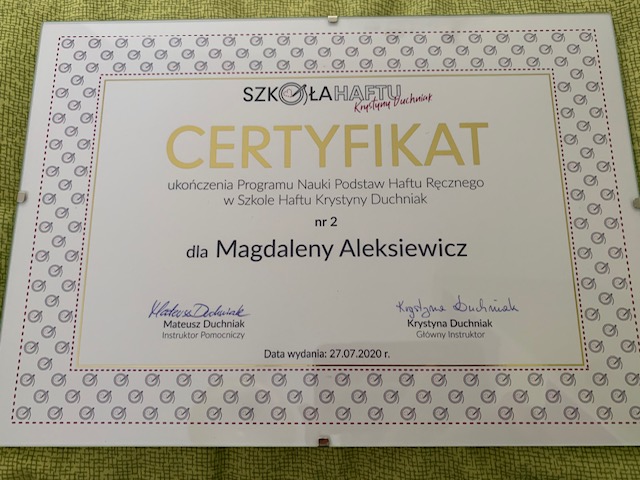 SZKOŁA HAFTU
Krystyny Duchniak
CERTYFIKAT
ukończenia Programu Nauki Podstaw Haftu Ręcznego
w Szkole Haftu Krystyny Duchniak
nr 2
dla Magdaleny Aleksiewicz
Mateusz Duchniak Krystyna Duchniak
Mateusz Duchniak Krystyna Duchniak
Instruktor Pomocniczy Główny Instruktor
Data wydania: 27.07.2020 r.